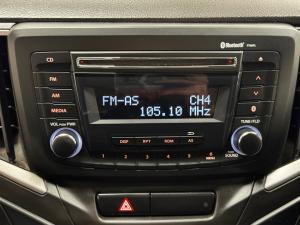 Bluetooth
CD
FM
AM
MEDIA
FM-AS CH4
105.10 MHz
VOL PUSH PWR
TUNE/FLD
DISP RPT RDM AS
1 2 3 4 5 6
MENU
SOUND